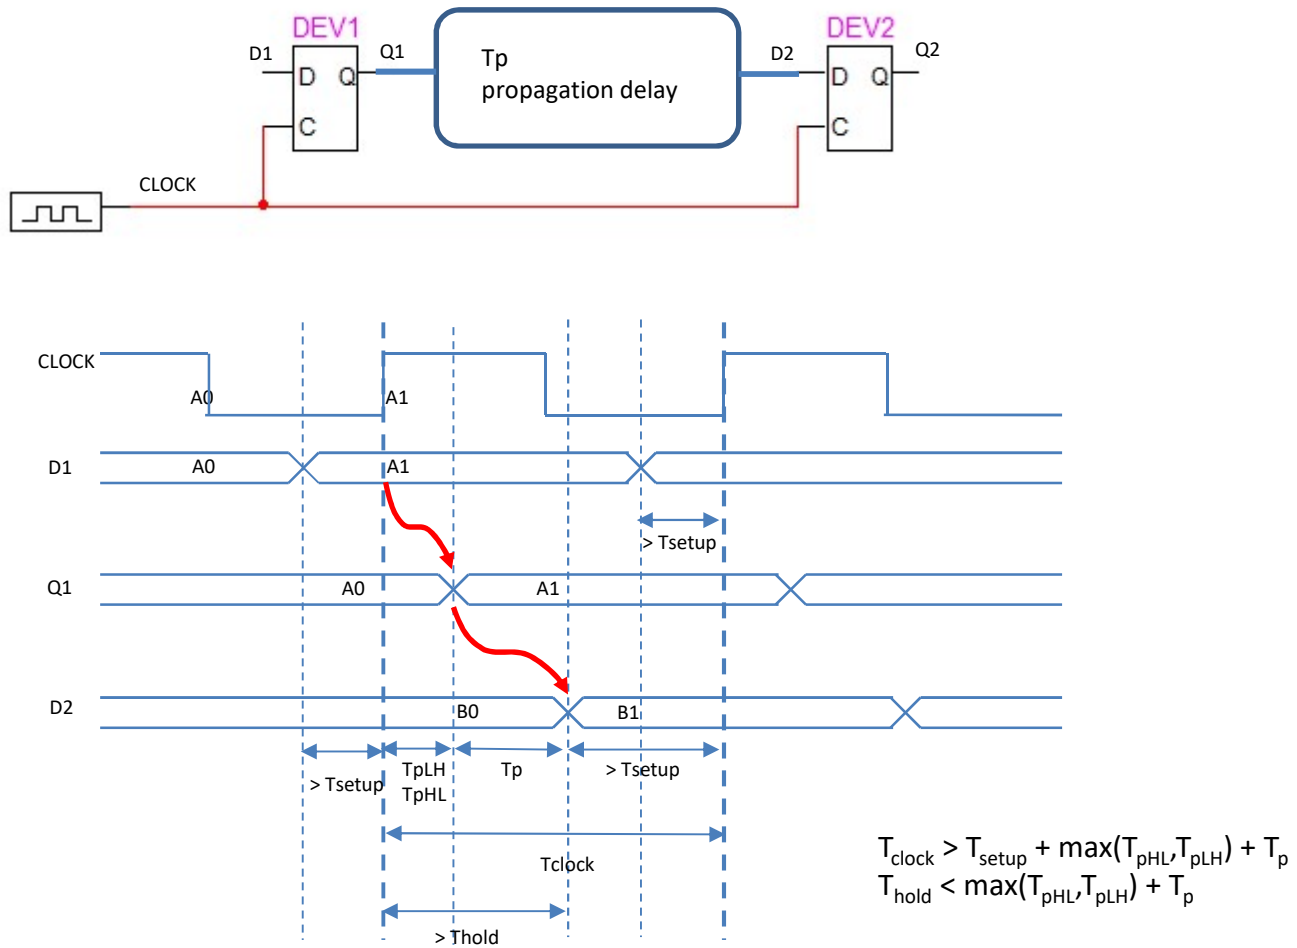 DEV1
DEV2
D1
Q1
D2
Q2
D Q
C
Tp
propagation delay
D Q
C
CLOCK
CLOCK
A0
A1
D1
A0
A1
> Tsetup
Q1
A0
A1
D2
B0
B1
> Tsetup
TpLH
TpHL
Tp
> Tsetup
Tclock
> Thold
Tclock > Tsetup + max(TpHL,TpLH) + Tp
Thold < max(TpHL,TpLH) + Tp